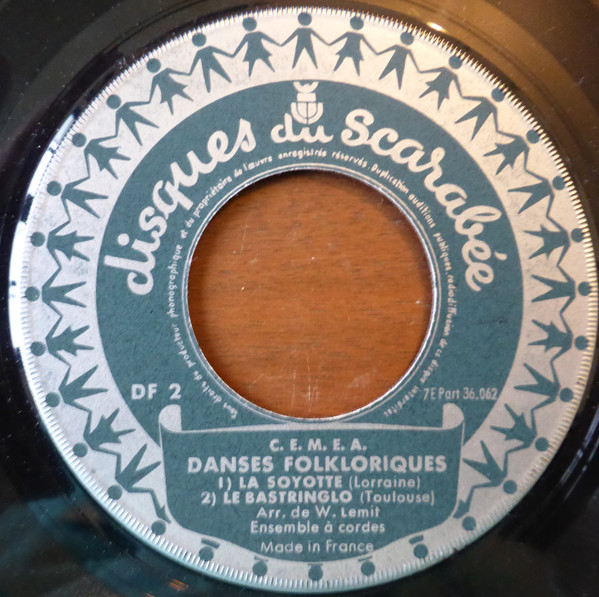 disques du Scarabée
Tous droits du producteur phonographique et du propriétaire de l'œuvre enregistrée réservés. Duplication auditions publiques, radiodiffusion de ce disque interdites
DF 2
7E Part 36.062
C. E. M. E. A.
DANSES FOLKLORIQUES
1) LA SOYOTTE (Lorraine)
2) LE BASTRINGLO (Toulouse)
Arr. de W. Lemit
Ensemble à cordes
Made in France